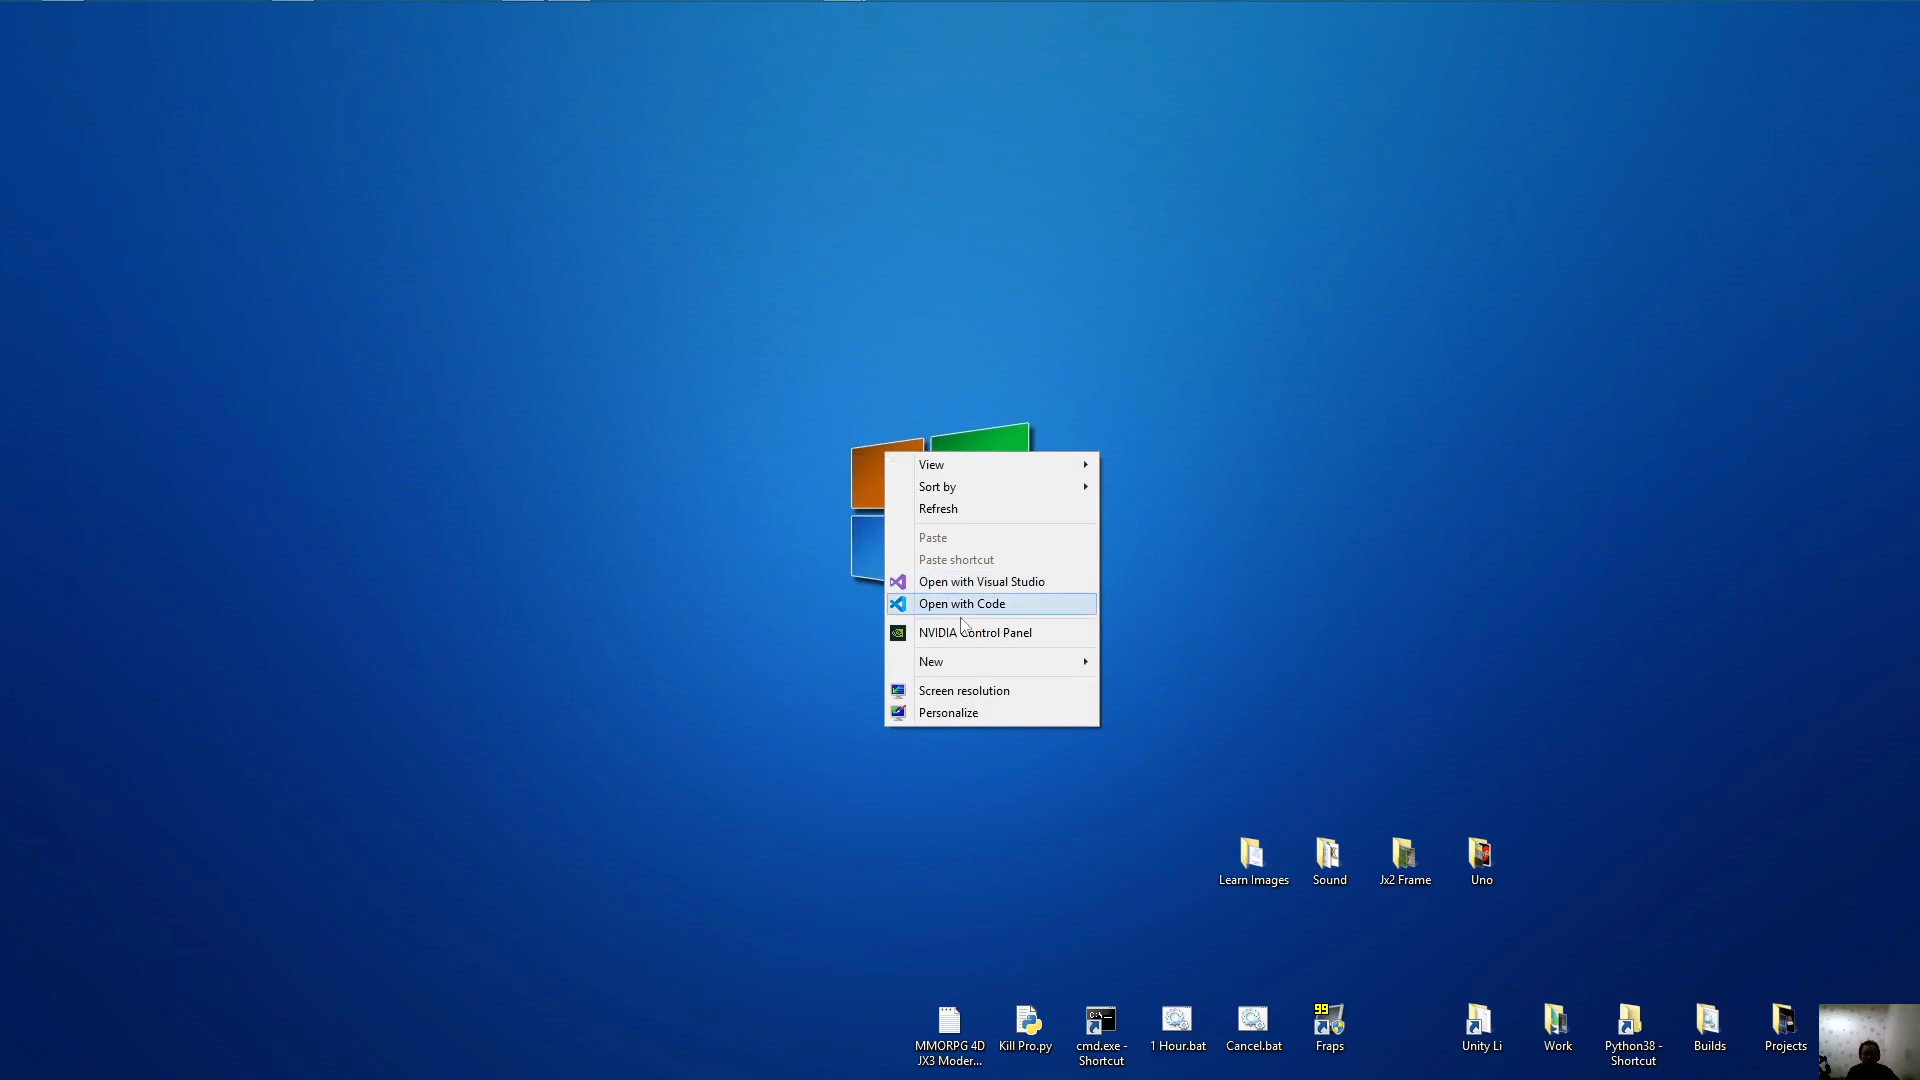 View
Sort by
Refresh
Paste
Paste shortcut
Open with Visual Studio
Open with Code
NVIDIA Control Panel
New
Screen resolution
Personalize
Learn Images
Sound
Jx2 Frame
Uno
99
C:\_
MMORPG 4D
JX3 Moder...
Kill Pro.py
cmd.exe -
Shortcut
1 Hour.bat
Cancel.bat
Fraps
Unity Li
Work
Python38 -
Shortcut
Builds
Projects